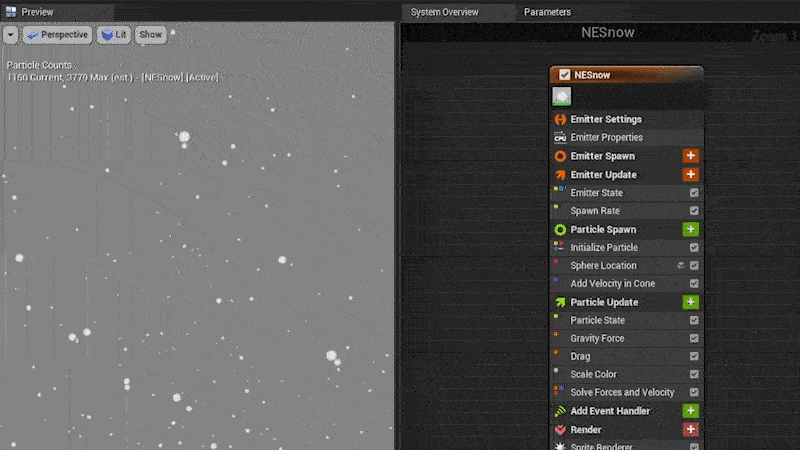 Preview
System Overview
Parameters
Perspective
Lit
Show
NESnow
Particle Counts
1160 Current, 3779 Max (est.) - [NESnow] [Active]
NESnow
Emitter Settings
CPU
Emitter Properties
Emitter Spawn
Emitter Update
Emitter State
Spawn Rate
Particle Spawn
Initialize Particle
Sphere Location
Add Velocity in Cone
Particle Update
Particle State
Gravity Force
Drag
Scale Color
Solve Forces and Velocity
Add Event Handler
Render
Sprite Renderer